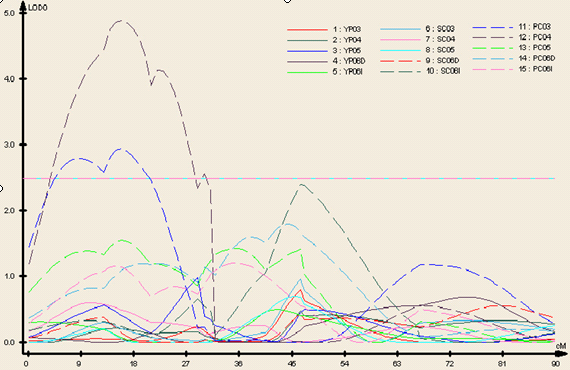 LOD0
5.0
1 : YP03
2 : YP04
3 : YP05
4 : YP06D
5 : YP06I
6 : SC03
7 : SC04
8 : SC05
9 : SC06D
10 : SC06I
11 : PC03
12 : PC04
13 : PC05
14 : PC06D
15 : PC06I
4.0
3.0
2.0
1.0
0.0
0 9 18 27 36 45 54 63 72 81 90
cM